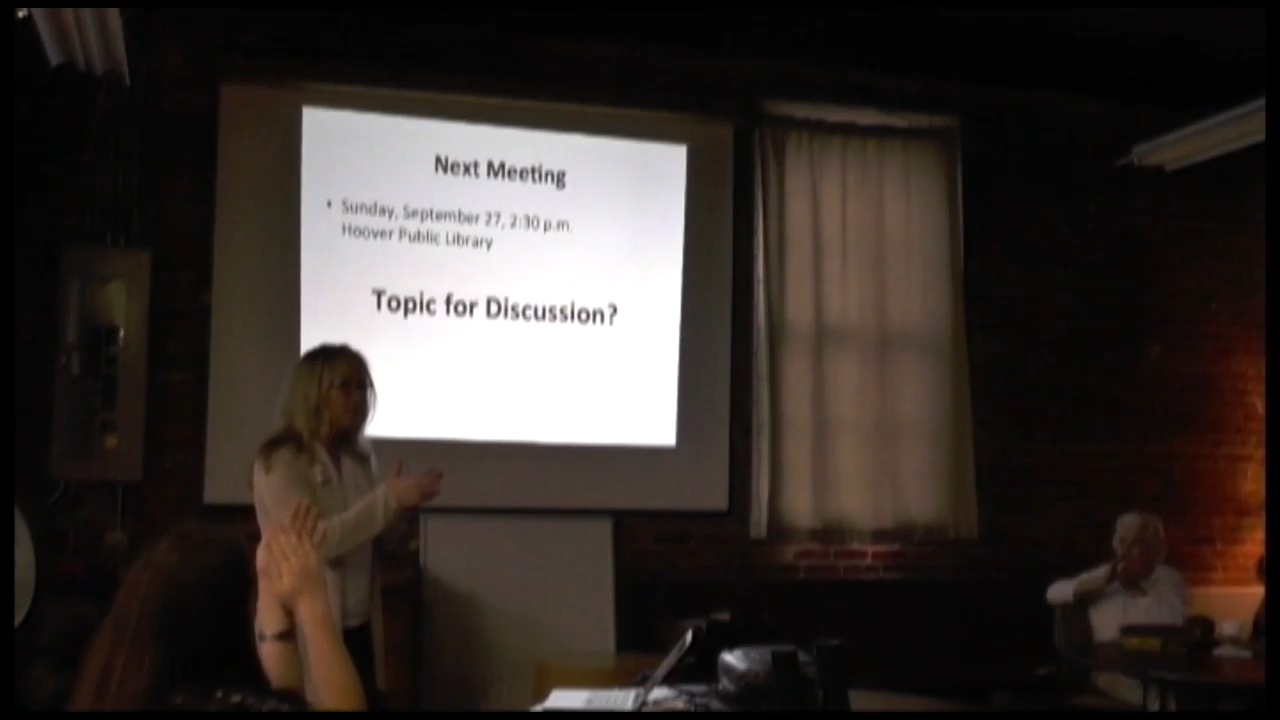 Next Meeting
• Sunday, September 27, 2:30 p.m.
Hoover Public Library
Topic for Discussion?